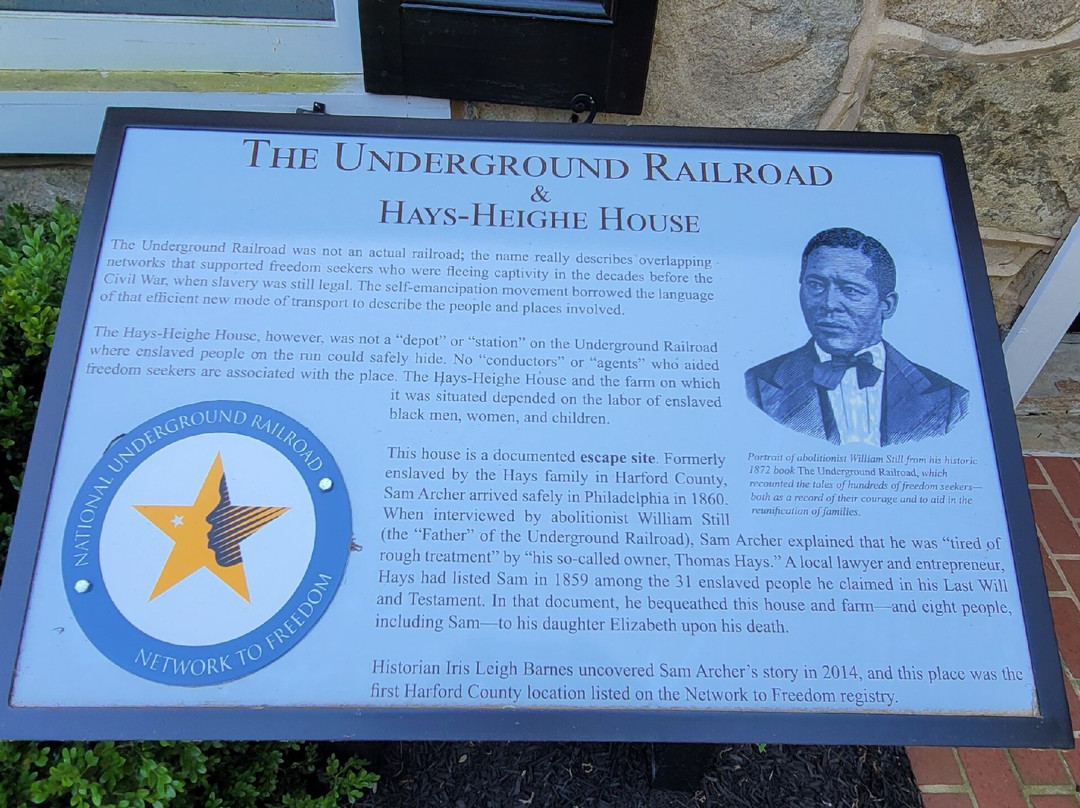 THE UNDERGROUND RAILROAD
&
HAYS-HEIGHE HOUSE
The Underground Railroad was not an actual railroad; the name really describes overlapping
networks that supported freedom seekers who were fleeing captivity in the decades before the
Civil War, when slavery was still legal. The self-emancipation movement borrowed the language
of that efficient new mode of transport to describe the people and places involved.
The Hays-Heighe House, however, was not a “depot” or “station” on the Underground Railroad
where enslaved people on the run could safely hide. No “conductors” or “agents” who aided
freedom seekers are associated with the place. The Hays-Heighe House and the farm on which
it was situated depended on the labor of enslaved
black men, women, and children.
This house is a documented escape site. Formerly
enslaved by the Hays family in Harford County,
Sam Archer arrived safely in Philadelphia in 1860.
When interviewed by abolitionist William Still
(the “Father” of the Underground Railroad), Sam Archer explained that he was “tired of
rough treatment” by “his so-called owner, Thomas Hays.” A local lawyer and entrepreneur,
Hays had listed Sam in 1859 among the 31 enslaved people he claimed in his Last Will
and Testament. In that document, he bequeathed this house and farm—and eight people,
including Sam—to his daughter Elizabeth upon his death.
Historian Iris Leigh Barnes uncovered Sam Archer's story in 2014, and this place was the
first Harford County location listed on the Network to Freedom registry.
Portrait of abolitionist William Still from his historic
1872 book The Underground Railroad, which
recounted the tales of hundreds of freedom seekers—
both as a record of their courage and to aid in the
reunification of families.
NATIONAL UNDERGROUND RAILROAD
NETWORK TO FREEDOM